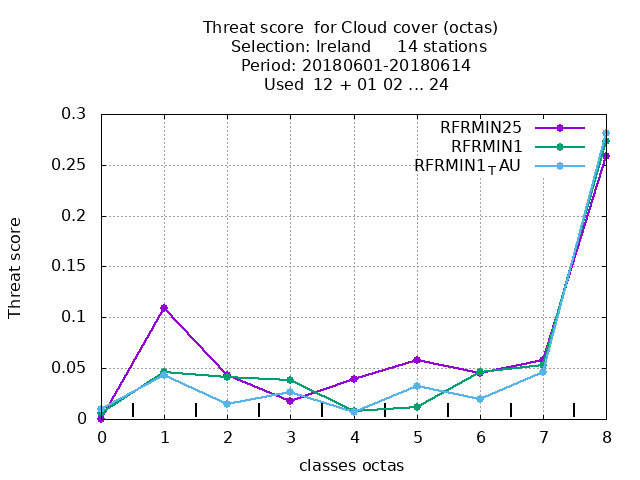 Threat score  for Cloud cover (octas)
Selection: Ireland     14 stations
Period: 20180601-20180614
Used  12 + 01 02 ... 24
RFRMIN25
RFRMIN1
RFRMIN1TAU
Threat score
0.3
0.25
0.2
0.15
0.1
0.05
0
0 1 2 3 4 5 6 7 8
classes octas